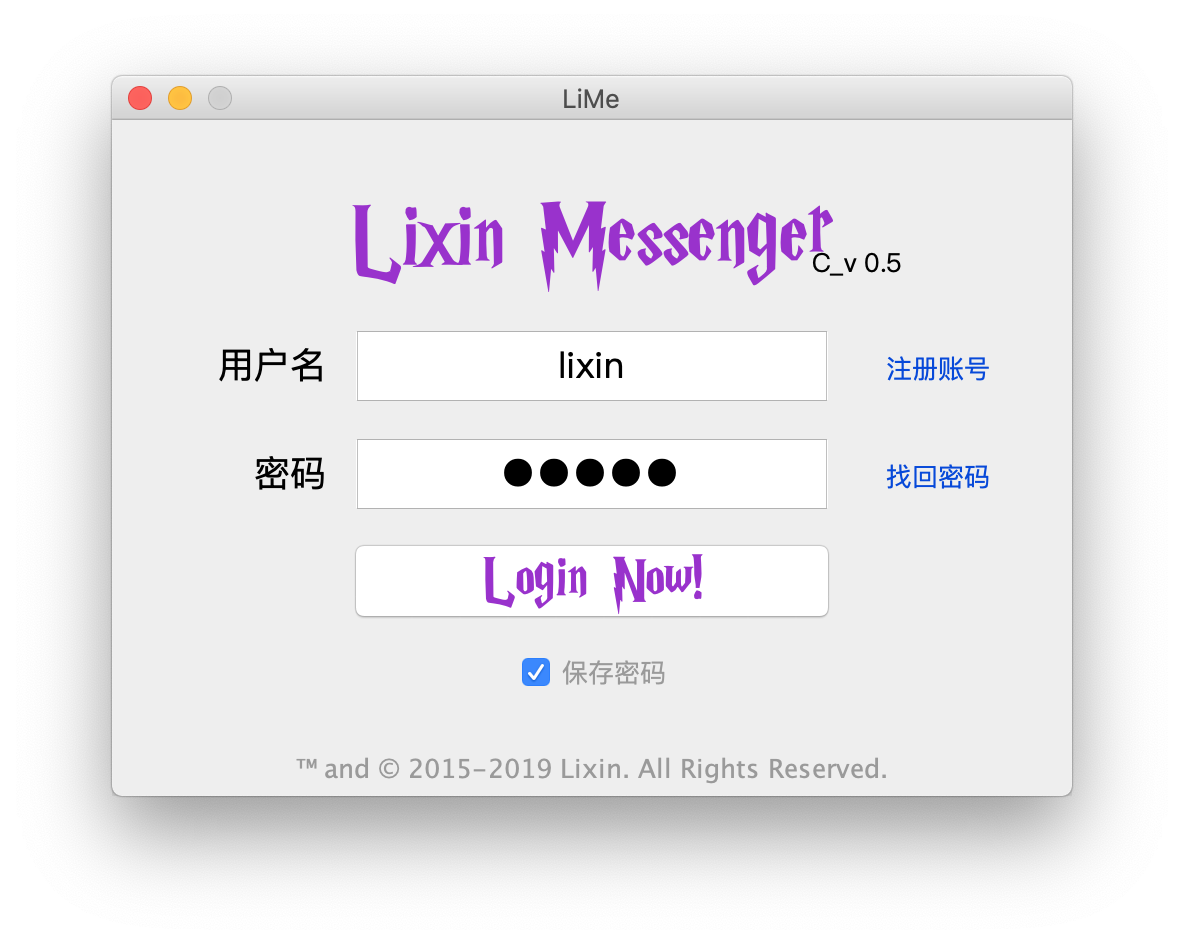 LiMe
Lixin Messenger
C_v 0.5
用户名 lixin 注册账号
密码 ●●●●● 找回密码
Login Now!
保存密码
™ and © 2015-2019 Lixin. All Rights Reserved.